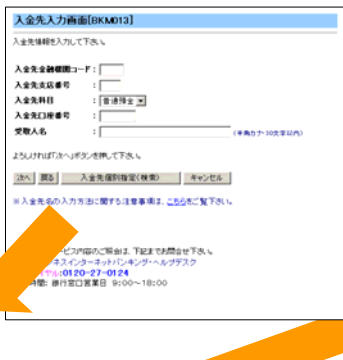 入金先入力画面[BKM013]
入金先情報を入力して下さい。
入金先金融機関コード:
入金先支店番号 :
入金先科目 : 普通預金
入金先口座番号 :
受取人名 : (半角カナ・30文字以内)
よろしければ「次へ」ボタンを押して下さい。
次へ 戻る 入金先個別指定(検索) キャンセル
※入金先名の入力方法に関する注意事項は、こちらをご覧下さい。
ービス内容のご照会は、下記までお問合せ下さい。
ネスインターネットバンキング・ヘルプデスク
ヤル:0120-27-0124
時間: 銀行窓口営業日 9:00~18:00